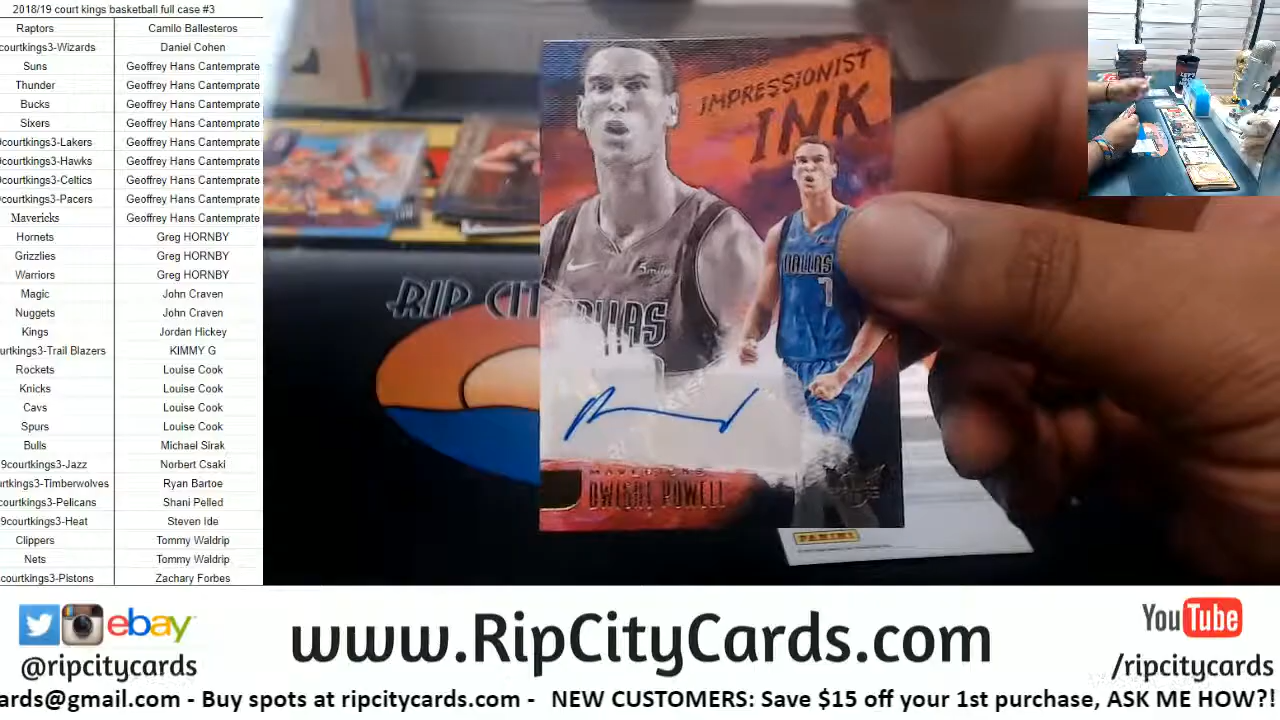 2018/19 court kings basketball full case #3
Raptors Camilo Ballesteros
courtkings3-Wizards Daniel Cohen
Suns Geoffrey Hans Cantemprate
Thunder Geoffrey Hans Cantemprate
Bucks Geoffrey Hans Cantemprate
Sixers Geoffrey Hans Cantemprate
courtkings3-Lakers Geoffrey Hans Cantemprate
courtkings3-Hawks Geoffrey Hans Cantemprate
courtkings3-Celtics Geoffrey Hans Cantemprate
courtkings3-Pacers Geoffrey Hans Cantemprate
Mavericks Geoffrey Hans Cantemprate
Hornets Greg HORNBY
Grizzlies Greg HORNBY
Warriors Greg HORNBY
Magic John Craven
Nuggets John Craven
Kings Jordan Hickey
urtkings3-Trail Blazers KIMMY G
Rockets Louise Cook
Knicks Louise Cook
Cavs Louise Cook
Spurs Louise Cook
Bulls Michael Sirak
9courtkings3-Jazz Norbert Csaki
courtkings3-Timberwolves Ryan Bartoe
courtkings3-Pelicans Shani Pelled
9courtkings3-Heat Steven Ide
Clippers Tommy Waldrip
Nets Tommy Waldrip
courtkings3-Pistons Zachary Forbes
IMPRESSIONIST
INK
DALLAS
7
RIP CIT
MAVERICKS
DWIGHT POWELL
PANINI
ebay
@ripcitycards
www.RipCityCards.com
YouTube
/ripcitycards
ards@gmail.com - Buy spots at ripcitycards.com - NEW CUSTOMERS: Save $15 off your 1st purchase, ASK ME HOW?!